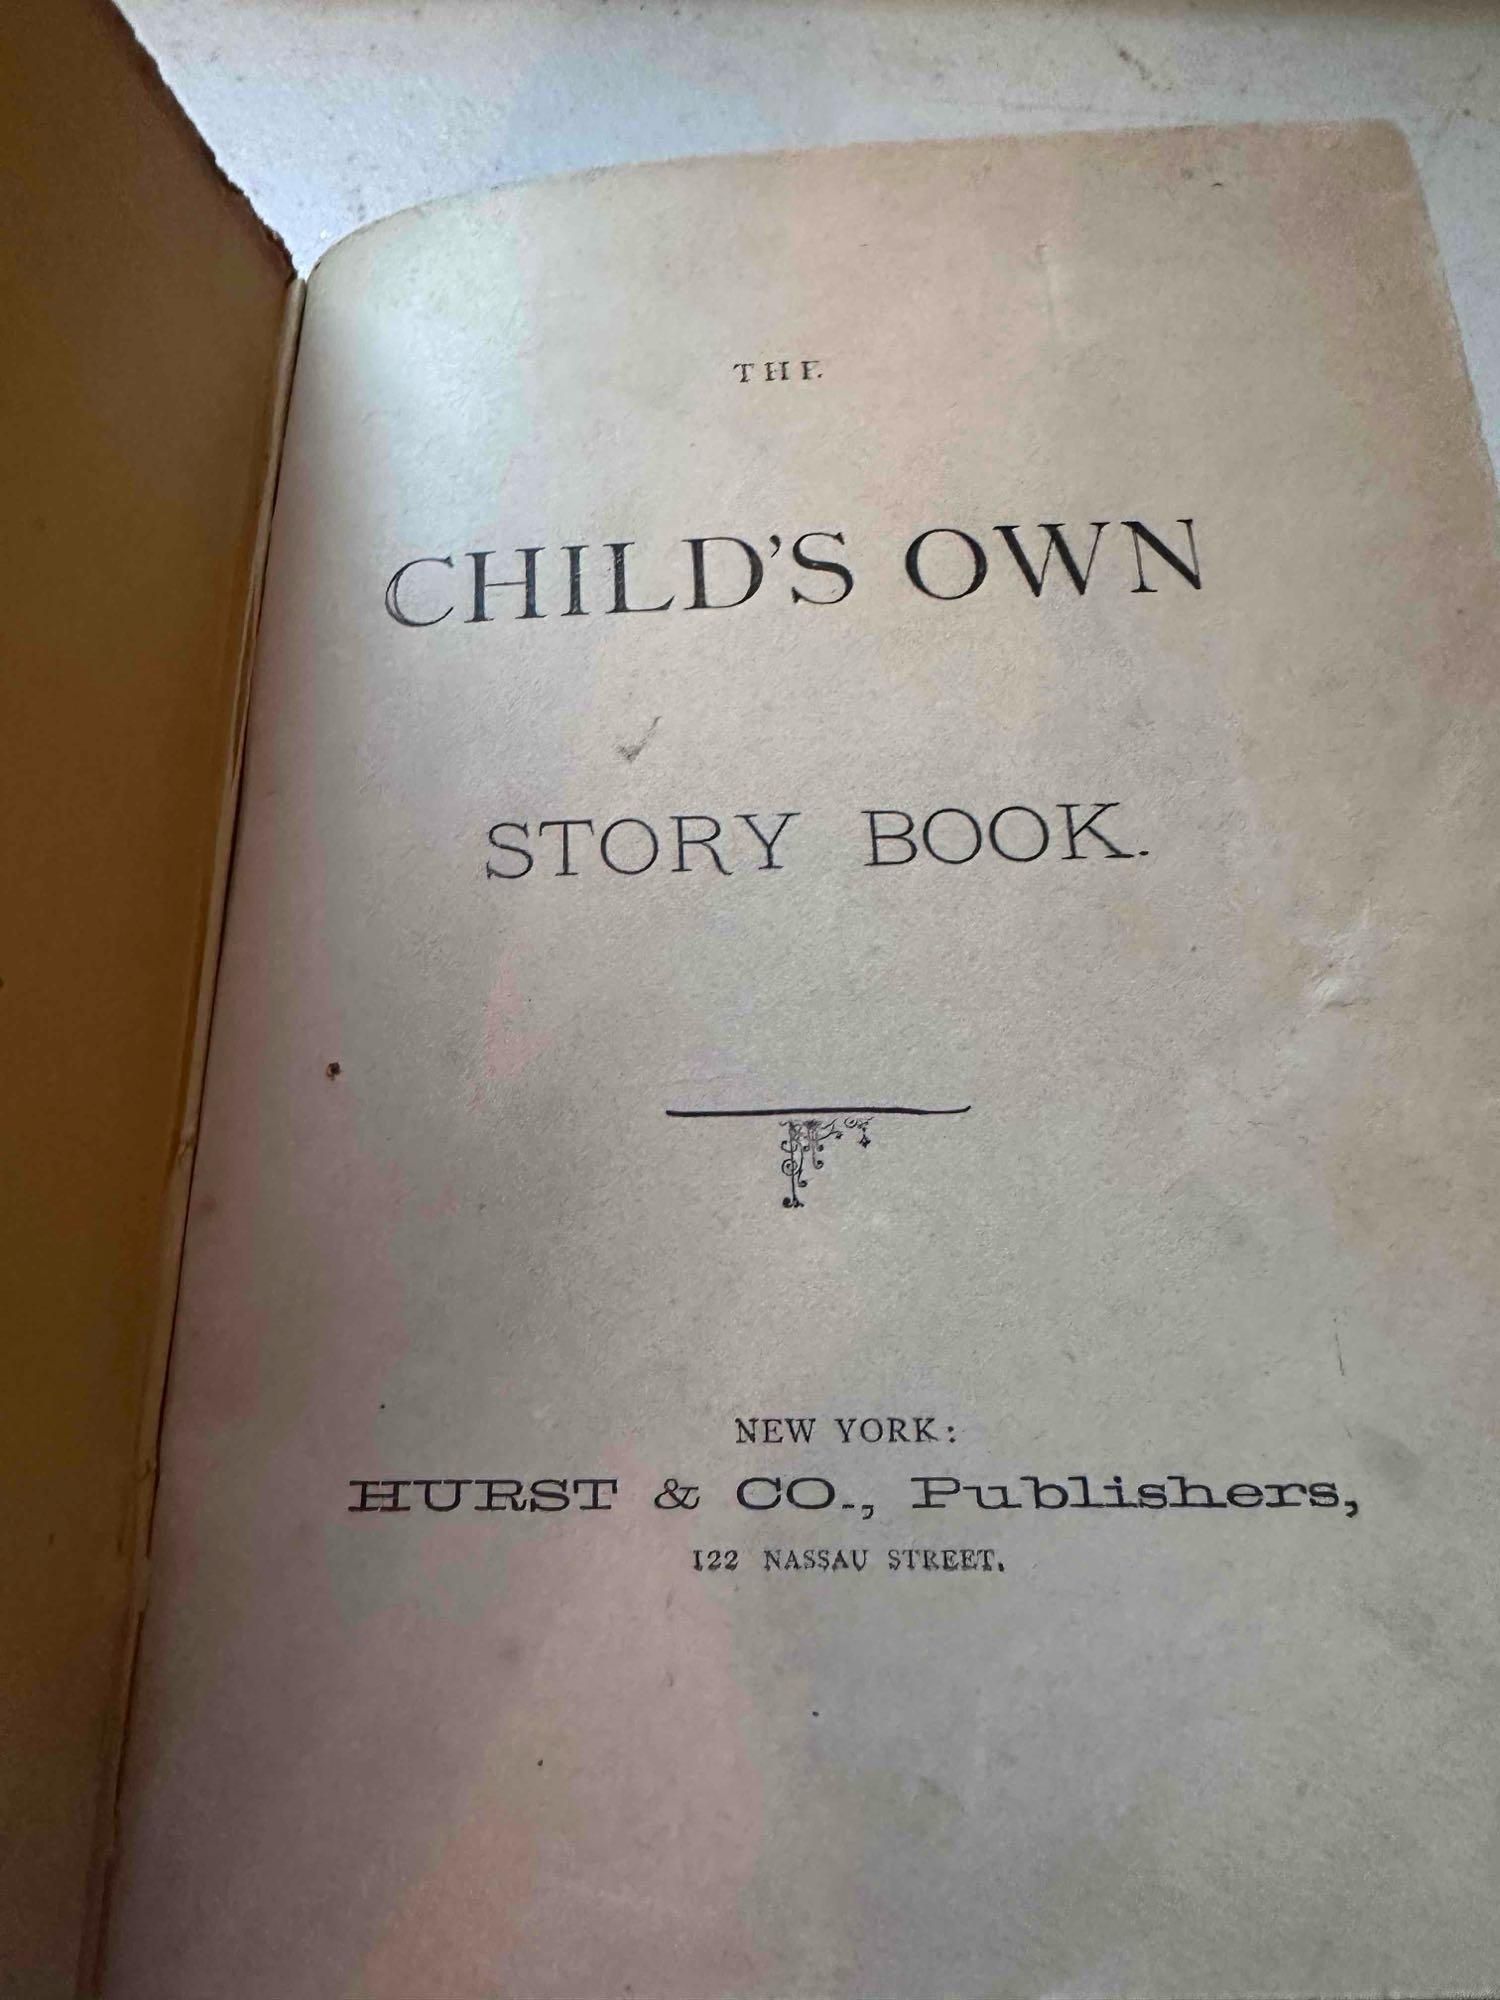 THE
CHILD'S OWN
STORY BOOK.
NEW YORK:
HURST & CO., Publishers,
122 NASSAU STREET.